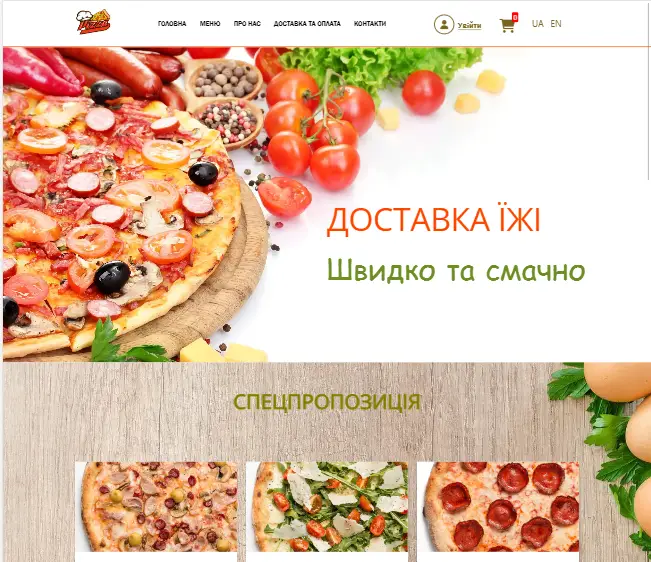 ГОЛОВНА МЕНЮ ПРО НАС ДОСТАВКА ТА ОПЛАТА КОНТАКТИ Увійти 0 UA EN
ДОСТАВКА ЇЖІ
Швидко та смачно
СПЕЦПРОПОЗИЦІЯ